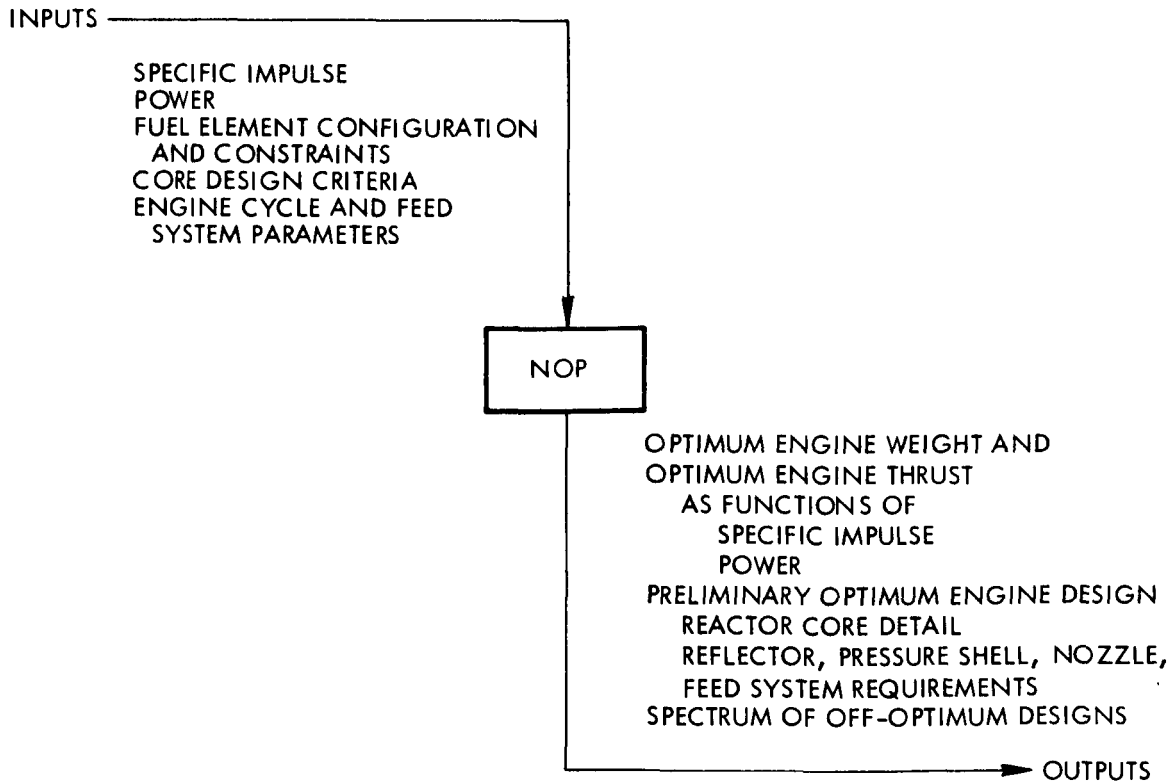 INPUTS
SPECIFIC IMPULSE
POWER
FUEL ELEMENT CONFIGURATION
AND CONSTRAINTS
CORE DESIGN CRITERIA
ENGINE CYCLE AND FEED
SYSTEM PARAMETERS
NOP
OPTIMUM ENGINE WEIGHT AND
OPTIMUM ENGINE THRUST
AS FUNCTIONS OF
SPECIFIC IMPULSE
POWER
PRELIMINARY OPTIMUM ENGINE DESIGN
REACTOR CORE DETAIL
REFLECTOR, PRESSURE SHELL, NOZZLE,
FEED SYSTEM REQUIREMENTS
SPECTRUM OF OFF-OPTIMUM DESIGNS
OUTPUTS